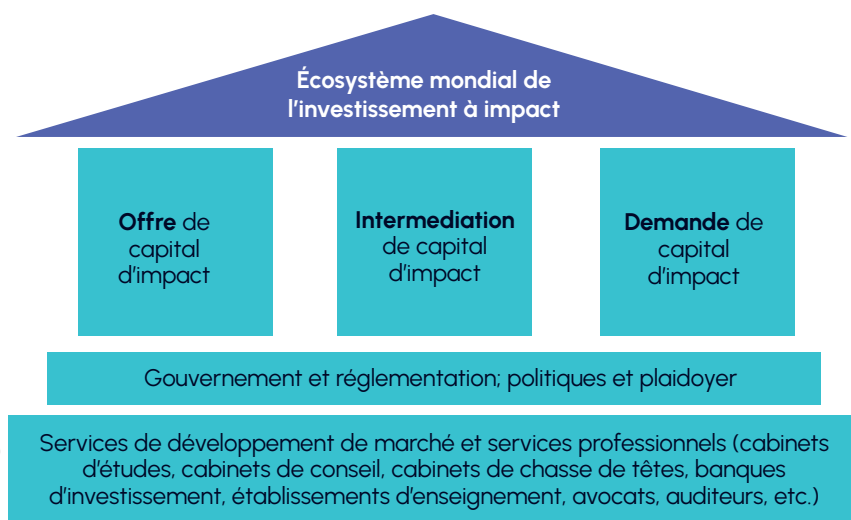 Écosystème mondial de
l'investissement à impact
Offre de
capital
d'impact
Intermediation
de capital
d'impact
Demande de
capital
d'impact
Gouvernement et réglementation; politiques et plaidoyer
Services de développement de marché et services professionnels (cabinets
d'études, cabinets de conseil, cabinets de chasse de têtes, banques
d'investissement, établissements d'enseignement, avocats, auditeurs, etc.)